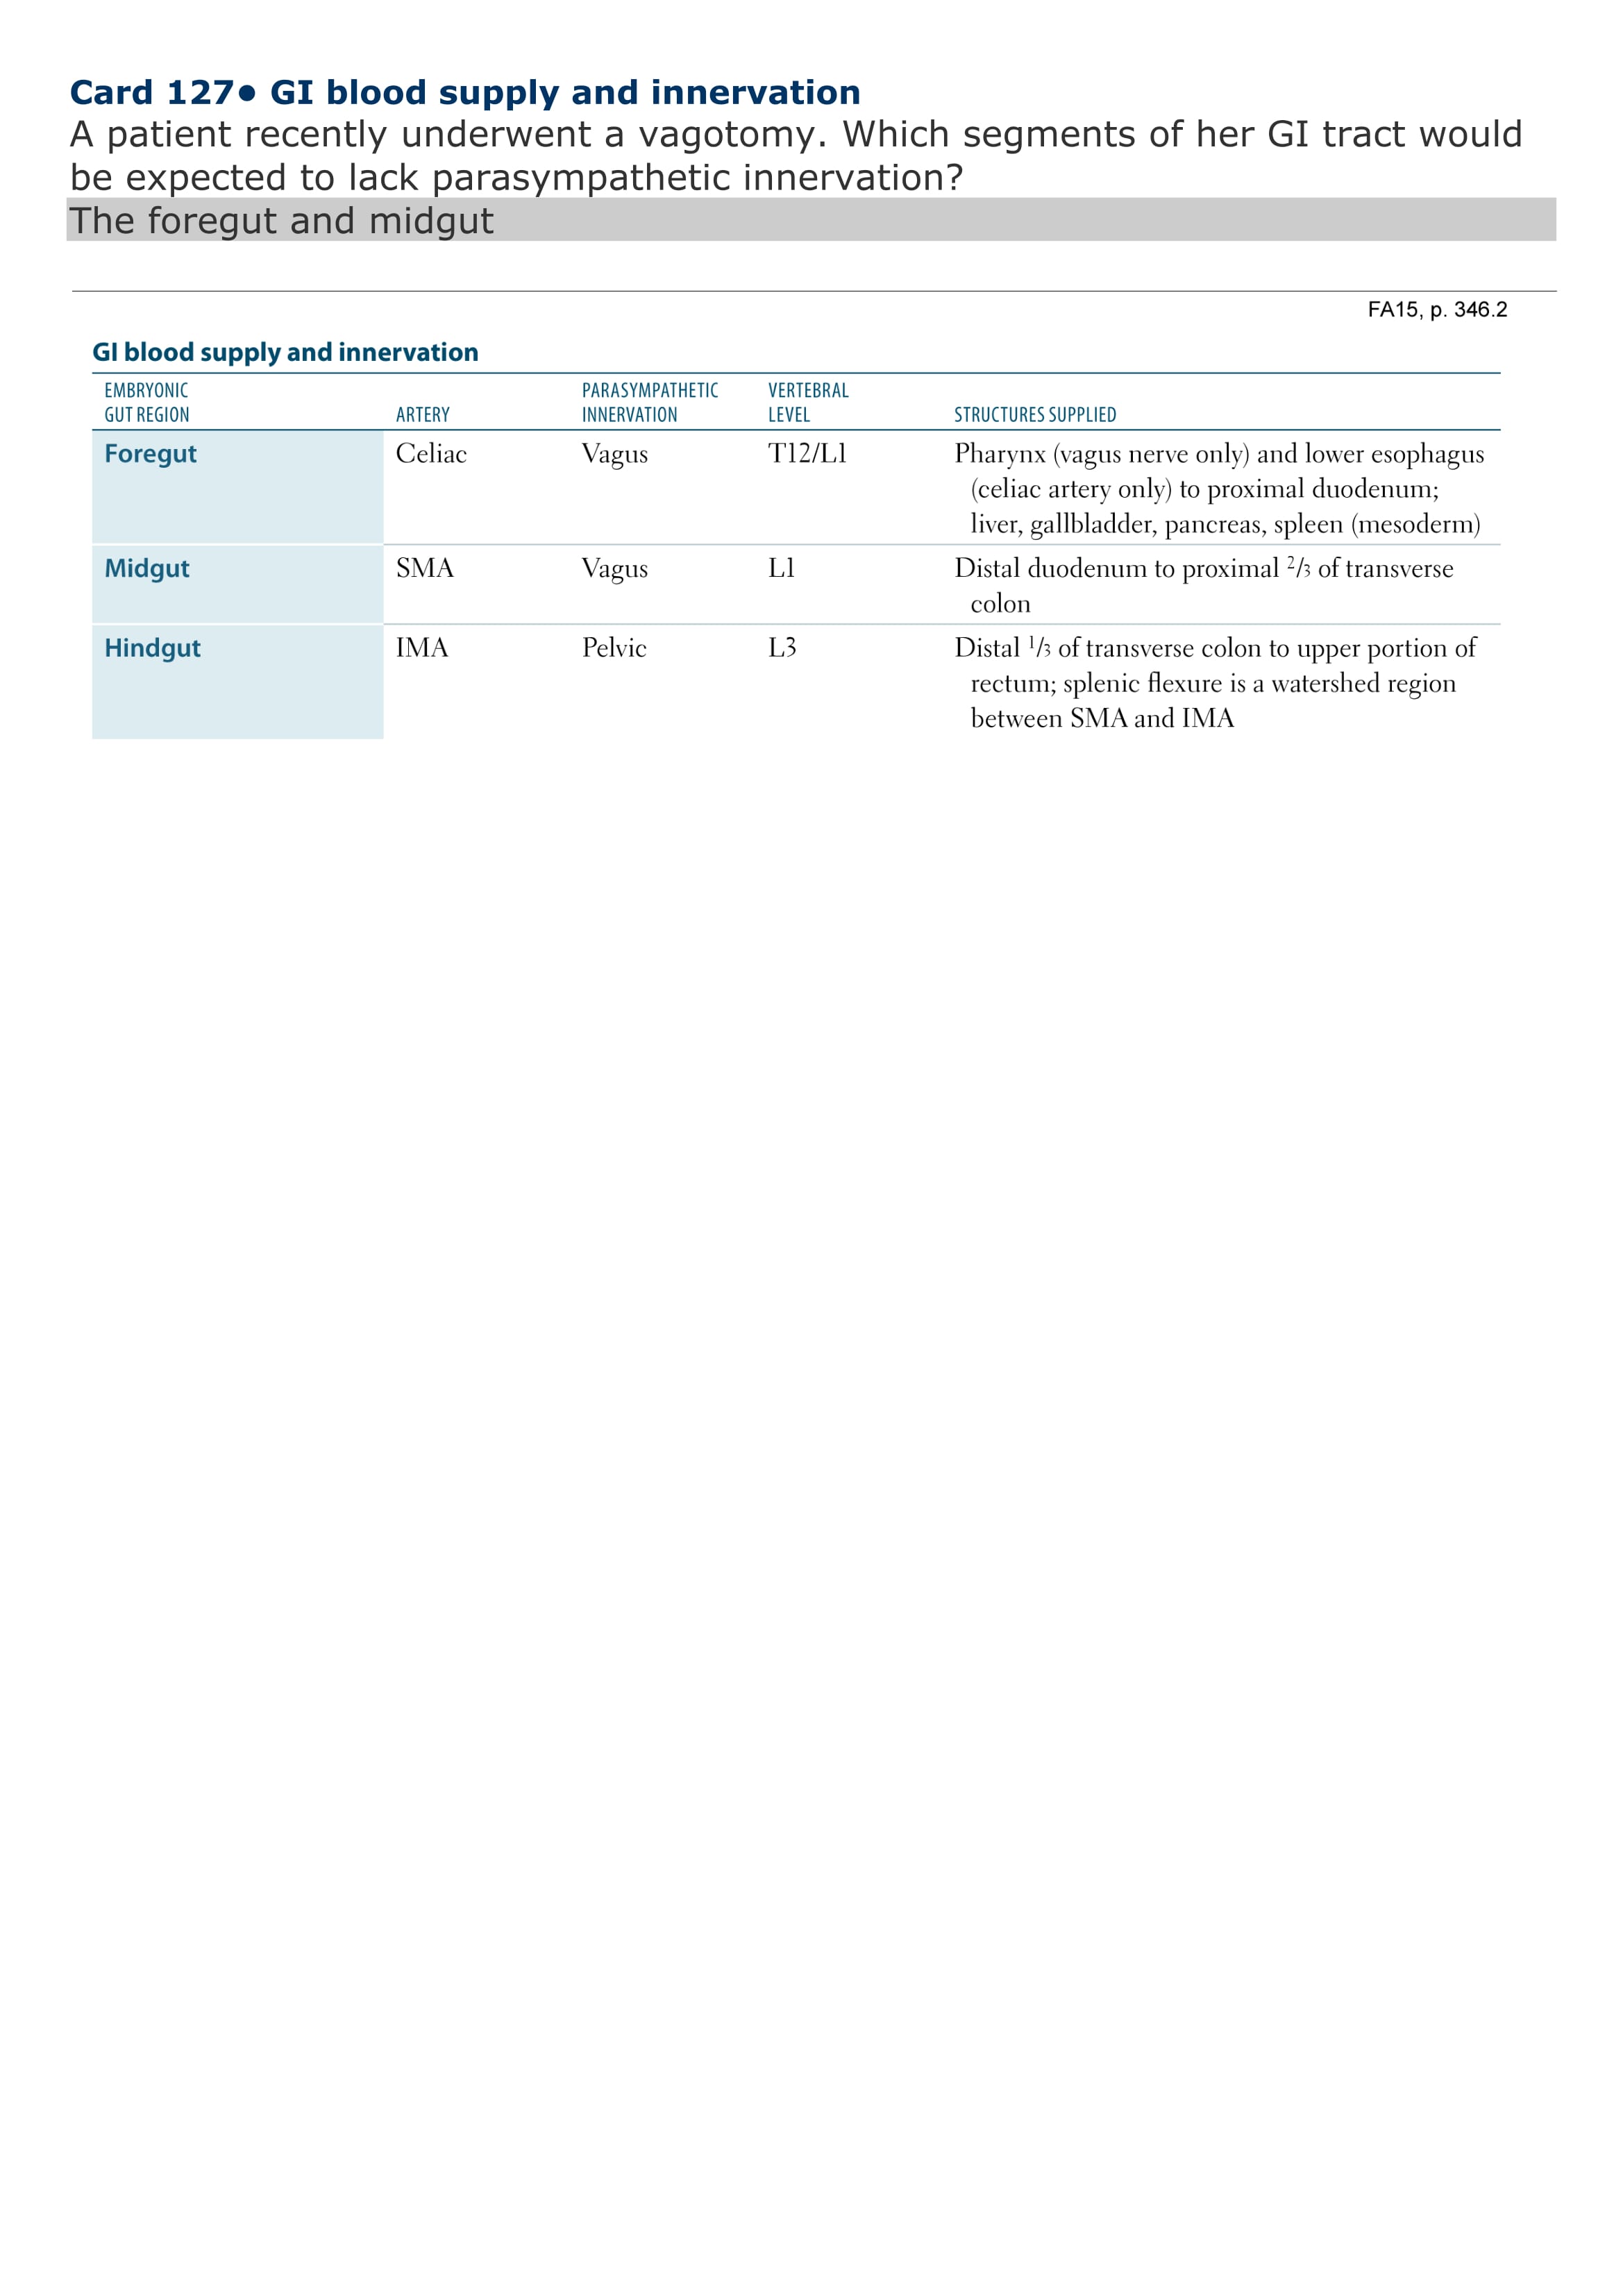 Card 127• GI blood supply and innervation
A patient recently underwent a vagotomy. Which segments of her GI tract would
be expected to lack parasympathetic innervation?
The foregut and midgut
FA15, p. 346.2
GI blood supply and innervation
EMBRYONIC GUT REGION ARTERY PARASYMPATHETIC INNERVATION VERTEBRAL LEVEL STRUCTURES SUPPLIED
Foregut Celiac Vagus T12/L1 Pharynx (vagus nerve only) and lower esophagus
(celiac artery only) to proximal duodenum;
liver, gallbladder, pancreas, spleen (mesoderm)
Midgut SMA Vagus L1 Distal duodenum to proximal 2/3 of transverse
colon
Hindgut IMA Pelvic L3 Distal 1/3 of transverse colon to upper portion of
rectum; splenic flexure is a watershed region
between SMA and IMA